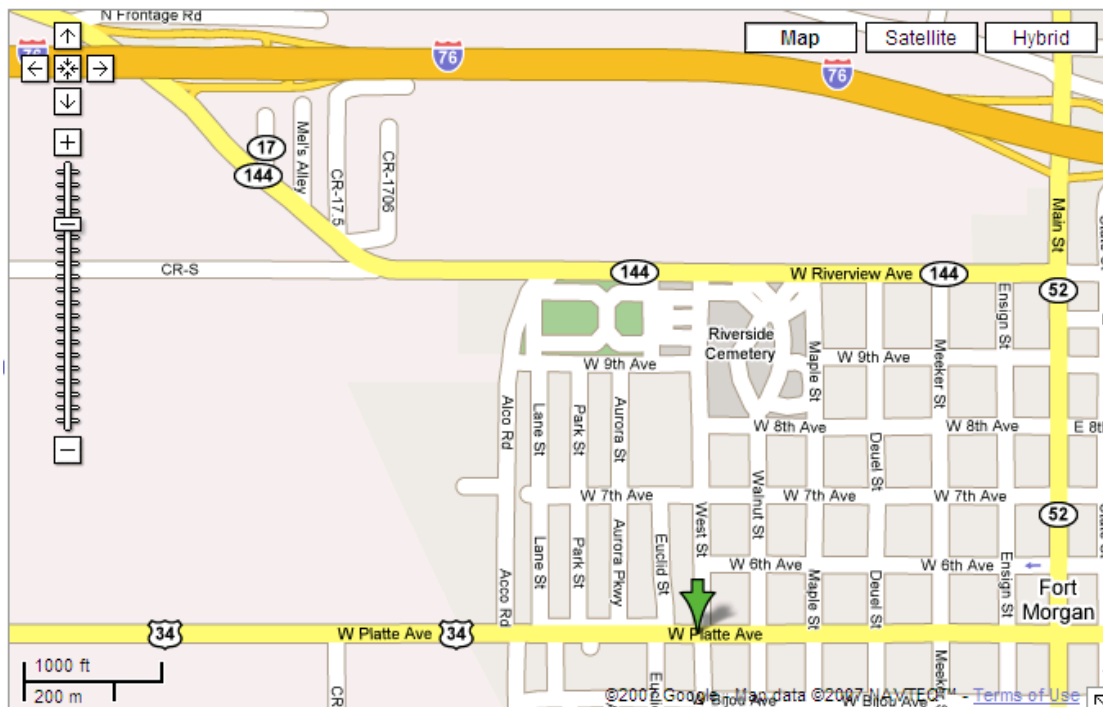 N Frontage Rd
76
76
76
Map
Satellite
Hybrid
17
144
Mel's Alley
CR-17.5
CR-1706
Main St
CR-S
144
W Riverview Ave
144
52
Riverside
Cemetery
Ensign St
Maple St
Meeker St
W 9th Ave
W 9th Ave
Alco Rd
Lane St
Park St
Aurora St
W 8th Ave
W 8th Ave
E 8th
Deuel St
Walnut St
W 7th Ave
W 7th Ave
W 7th Ave
52
West St
Acco Rd
Lane St
Park St
Aurora Pkwy
Euclid St
W 6th Ave
W 6th Ave
Maple St
Deuel St
Ensign St
Fort
Morgan
34
W Platte Ave
34
W Platte Ave
1000 ft
200 m
CR
Meeker S
W Bijou Ave
©2007 Google - Map data ©2007 NAVTEQ™ - Terms of Use